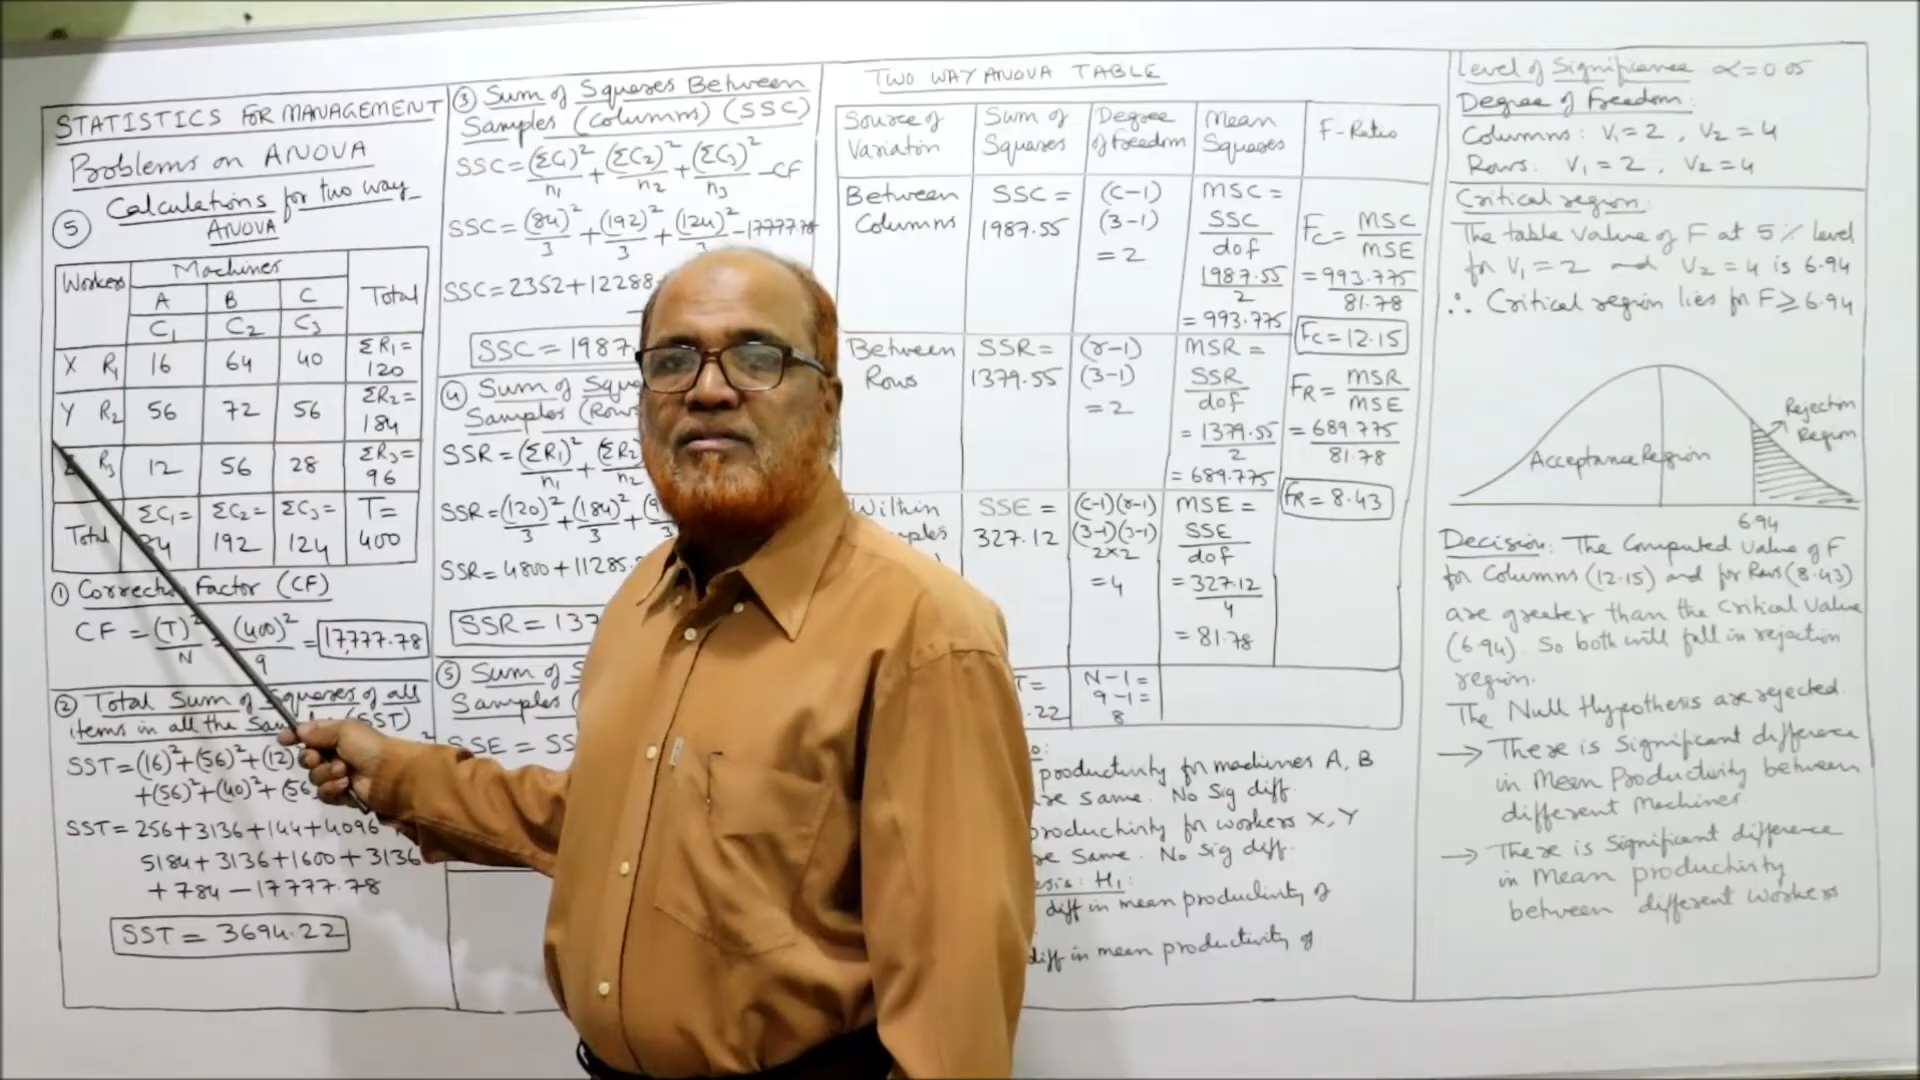 STATISTICS FOR MANAGEMENT
Problems on ANOVA
⑤ Calculations for two way
ANOVA
Workers Machines Total
A B C
C₁ C₂ C₃
X R₁ 16 64 40 ΣR₁= 120
Y R₂ 56 72 56 ΣR₂= 184
R₃ 12 56 28 ΣR₃= 96
Total ΣC₁= ΣC₂= 192 ΣC₃= 124 T= 400
① Correction Factor (CF)
CF = (T)²/N = (400)²/9 = 17,777.78
② Total Sum of Squares of all
items in all the (SST)
SST=(16)²+(56)²+(12)
+(56)²+(40)²+(56
SST=256+3136+144+4096
5184+3136+1600+3136
+784-17777.78
SST = 3694.22
③ Sum of Squares Between
Samples (Columns) (SSC)
SSC=(ΣC₁)²/n₁ + (ΣC₂)²/n₂ + (ΣC₃)²/n₃ -CF
SSC=(84)²/3 + (192)²/3 + (124)² -17777.78
SSC=2352+12288
SSC=1987.
④ Sum of
Samples (Rows
SSR=(ΣR₁)²/n₁ + (ΣR₂)/n₂
SSR=(120)²/3 + (184)²/3 + (9
SSR=4800+11285.
SSR=137
⑤ Sum of
Samples
SSE = SS
TWO WAY ANOVA TABLE
Source of Variation Sum of Squares Degree of Freedom Mean Squares F-Ratio
Between Columns SSC= 1987.55 (C-1) (3-1) =2 MSC= SSC/dof 1987.55/2 =993.775 Fc= MSC/MSE =993.775/81.78 Fc=12.15
Between Rows SSR= 1379.55 (r-1) (3-1) =2 MSR= SSR/dof =1379.55/2 =689.775 FR= MSR/MSE =689.775/81.78 FR=8.43
Within SSE= 327.12 (C-1)(r-1) (3-1)(3-1) 2×2 =4 MSE= SSE/dof =327.12/4 =81.78
.22 N-1= 9-1= 8
productivity for machines A, B
Same. No Sig diff.
for workers X, Y
Same. No Sig diff.
H₁:
diff in mean productivity of
diff in mean productivity of
Level of Significance α=0.05
Degree of Freedom:
Columns: V₁=2, V₂=4
Rows: V₁=2, V₂=4
Critical region:
The table value of F at 5% level
for V₁=2 and V₂=4 is 6.94
∴ Critical region lies for F≥6.94
Rejection
Region
Acceptance Region
6.94
Decision: The Computed value of F
for Columns (12.15) and for Rows (8.43)
are greater than the critical value
(6.94). So both will fall in rejection
region.
The Null Hypothesis are rejected.
→ There is Significant difference
in Mean Productivity between
different Machines
→ There is Significant difference
in mean productivity
between different workers